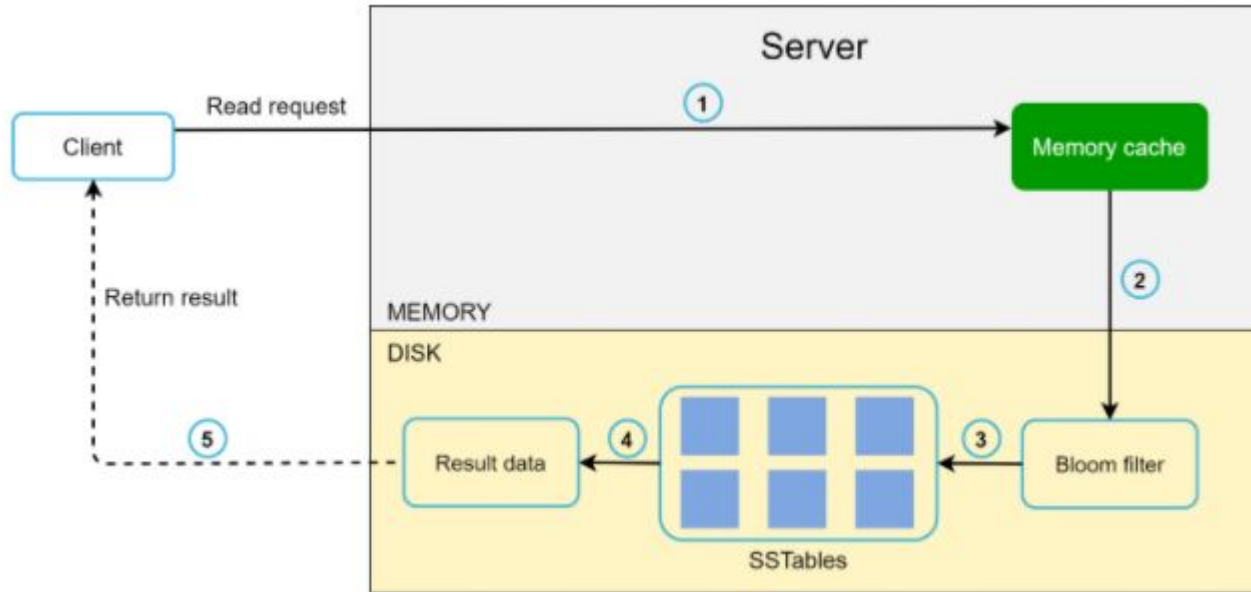 Server
Read request
1
Client
Memory cache
2
Return result
MEMORY
DISK
5
Result data
4
3
Bloom filter
SSTables